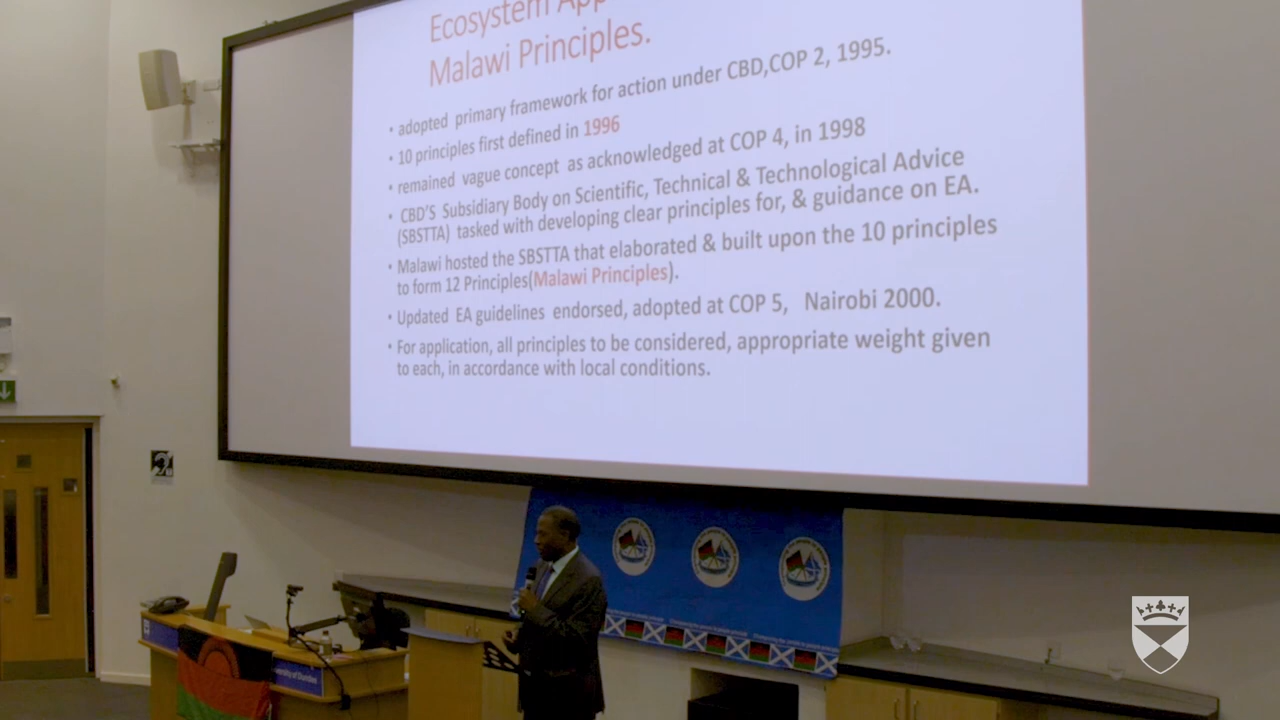 Ecosystem App
Malawi Principles.
• adopted primary framework for action under CBD,COP 2, 1995.
• 10 principles first defined in 1996
• remained vague concept as acknowledged at COP 4, in 1998
• CBD'S Subsidiary Body on Scientific, Technical & Technological Advice
(SBSTTA) tasked with developing clear principles for, & guidance on EA.
• Malawi hosted the SBSTTA that elaborated & built upon the 10 principles
to form 12 Principles(Malawi Principles).
• Updated EA guidelines endorsed, adopted at COP 5, Nairobi 2000.
• For application, all principles to be considered, appropriate weight given
to each, in accordance with local conditions.
University of Dundee